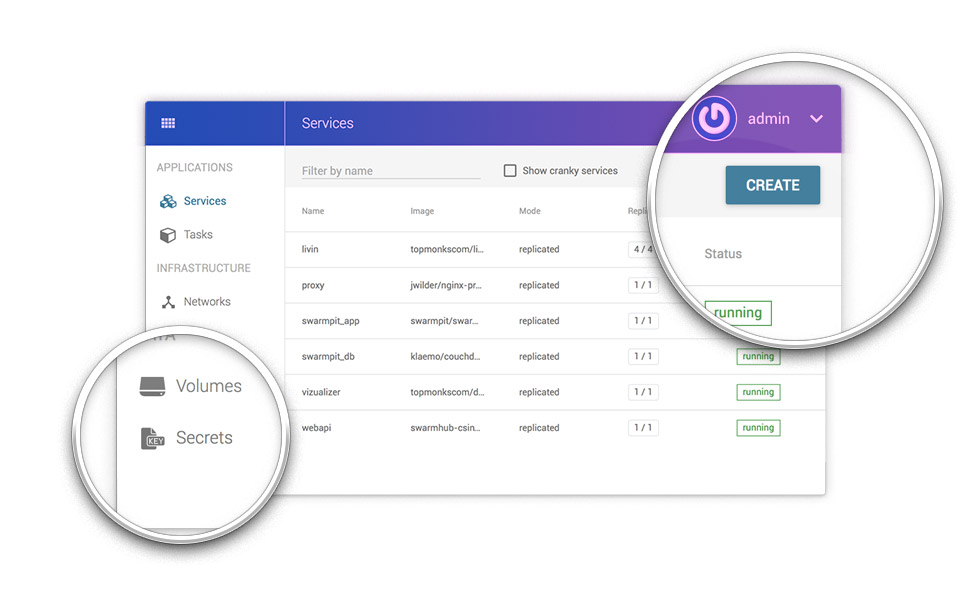 Services
admin
APPLICATIONS
Filter by name
Show cranky services
CREATE
Services
Name Image Mode Status
Tasks
INFRASTRUCTURE
livin topmonkscom/li... replicated 4 / 4
Networks
proxy jwilder/nginx-pr... replicated 1 / 1
running
swarmpit_app swarmpit/swar... replicated 1 / 1
swarmpit_db klaemo/couchd... replicated 1 / 1 running
Volumes
vizualizer topmonkscom/d... replicated 1 / 1 running
Secrets
KEY
webapi swarmhub-csin... replicated 1 / 1 running